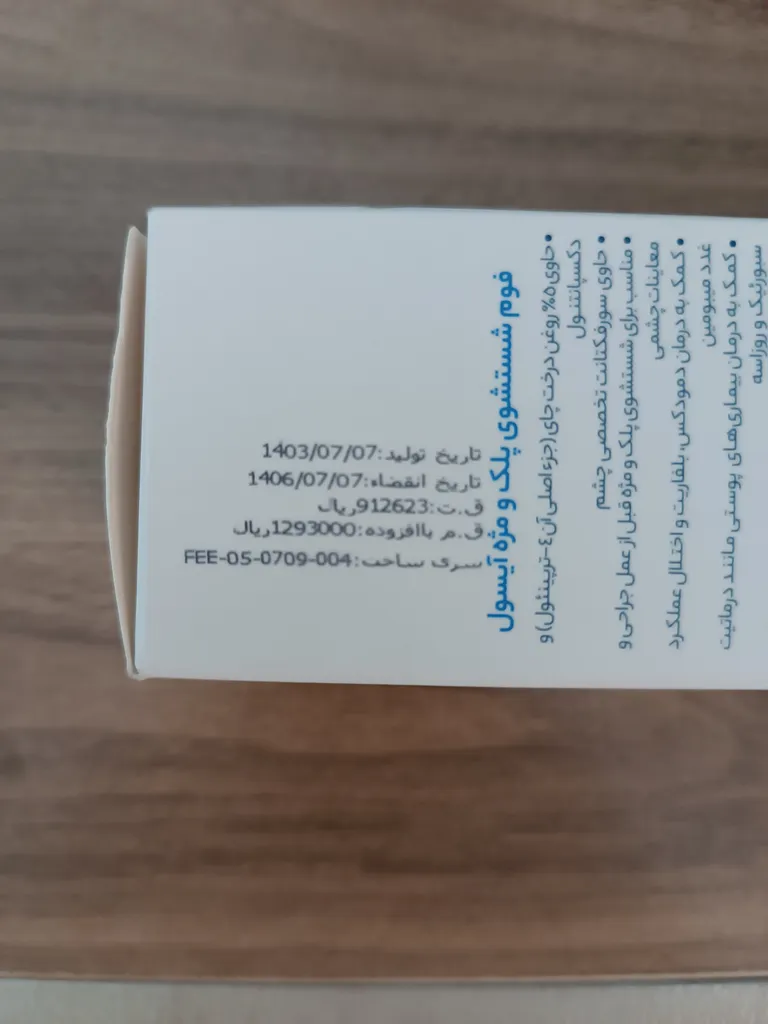 تاریخ تولید:1403/07/07
تاریخ انقضاء:1406/07/07
ق.ت:912623ریال
ق.م باافزوده:1293000ریال
سری ساخت:FEE-05-0709-004
فوم شستشوی پلک و مژه آیسول
• حاوی ۵% روغن درخت چای (جزء اصلی آن ٤-ترپینئول) و
دکسپانتنول
• حاوی سورفکتانت تخصصی چشم
• مناسب برای شستشوی پلک و مژه قبل از عمل جراحی و
معاینات چشمی
• کمک به درمان دمودکس، بلفاریت و اختلال عملکرد
غدد میبومین
• کمک به درمان بیماری‌های پوستی مانند درماتیت
سبورئیک و روزاسه